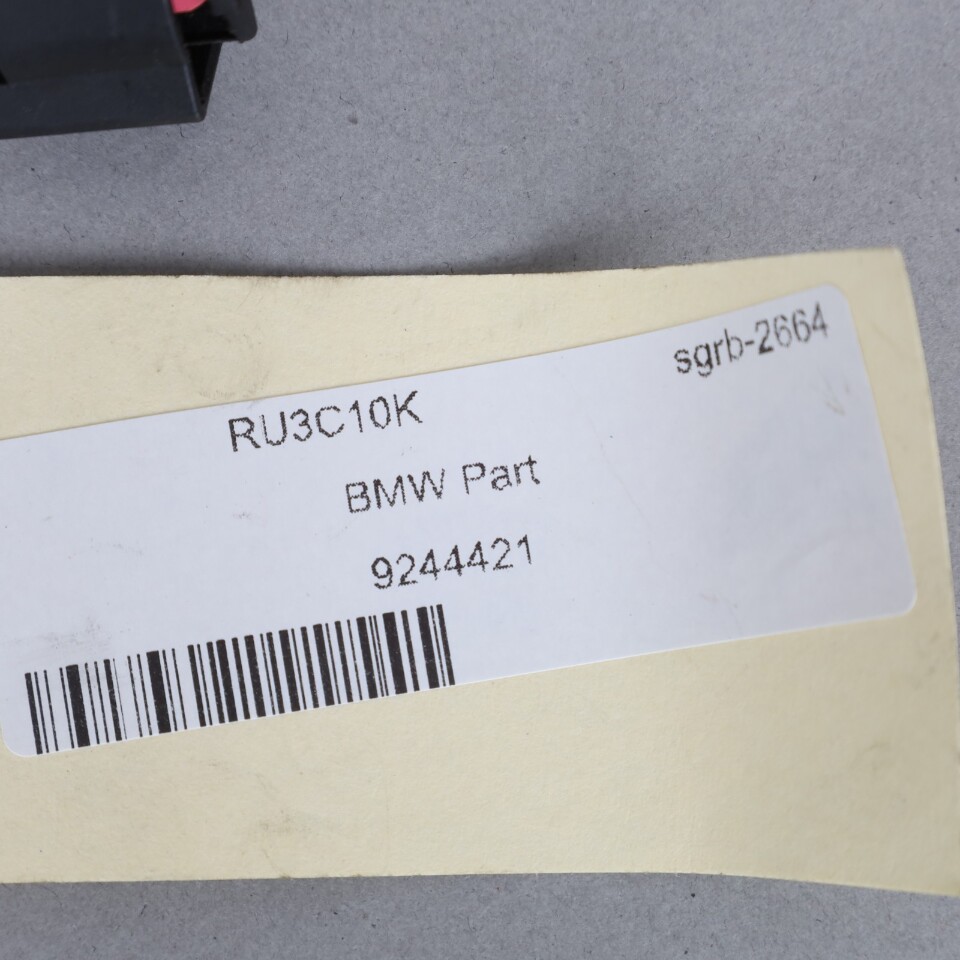 sgrb-2664
RU3C10K
BMW Part
9244421